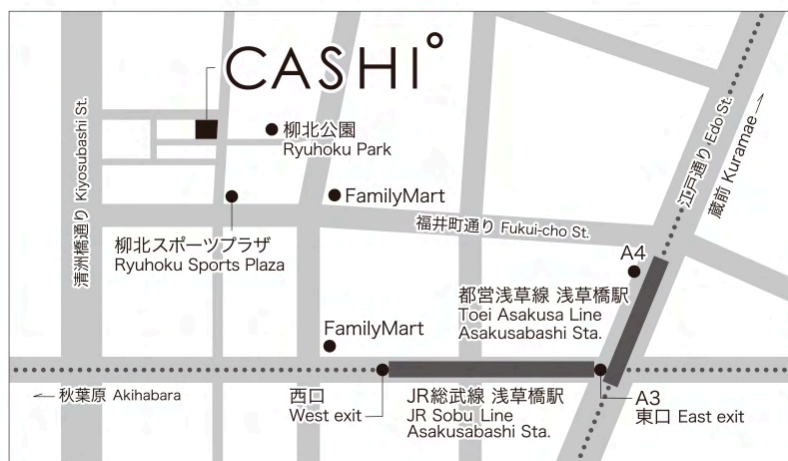 CASHI°
柳北公園
Ryuhoku Park
清洲橋通り Kiyosubashi St.
FamilyMart
江戸通り Edo St.
蔵前 Kuramae →
福井町通り Fukui-cho St.
柳北スポーツプラザ
Ryuhoku Sports Plaza
A4
都営浅草線 浅草橋駅
Toei Asakusa Line
Asakusabashi Sta.
FamilyMart
← 秋葉原 Akihabara
西口
West exit
JR総武線 浅草橋駅
JR Sobu Line
Asakusabashi Sta.
A3
東口 East exit